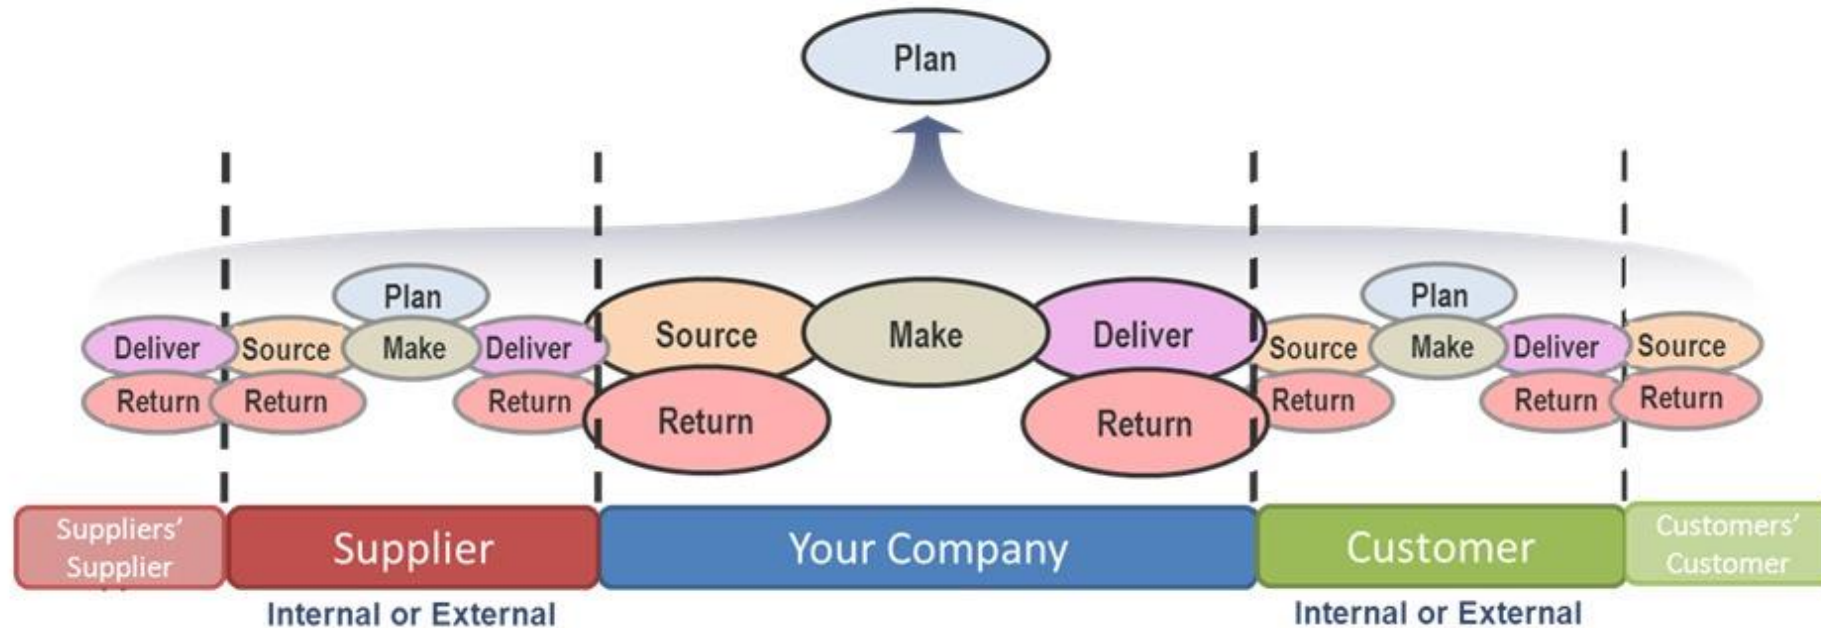 Plan
Plan
Plan
Deliver
Source
Make
Deliver
Source
Make
Deliver
Source
Make
Deliver
Source
Return
Return
Return
Return
Return
Return
Return
Return
Suppliers’
Supplier
Supplier
Your Company
Customer
Customers’
Customer
Internal or External
Internal or External